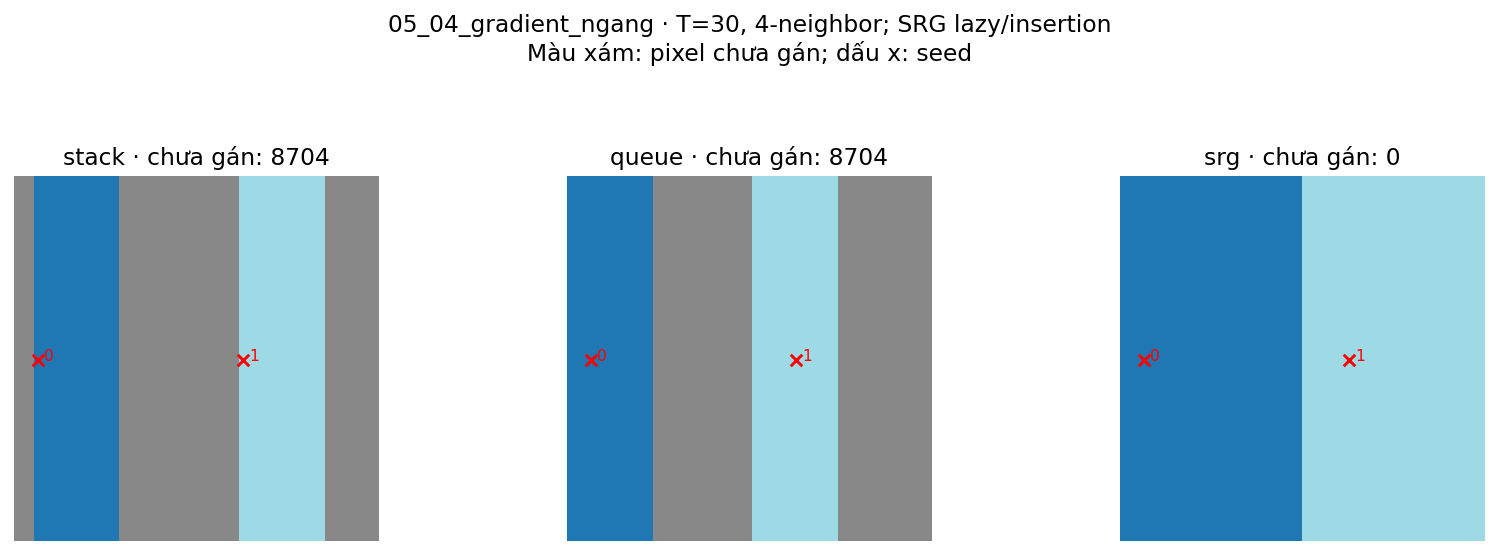 05_04_gradient_ngang · T=30, 4-neighbor; SRG lazy/insertion
Màu xám: pixel chưa gán; dấu x: seed
stack · chưa gán: 8704
queue · chưa gán: 8704
srg · chưa gán: 0
0
1
0
1
0
1